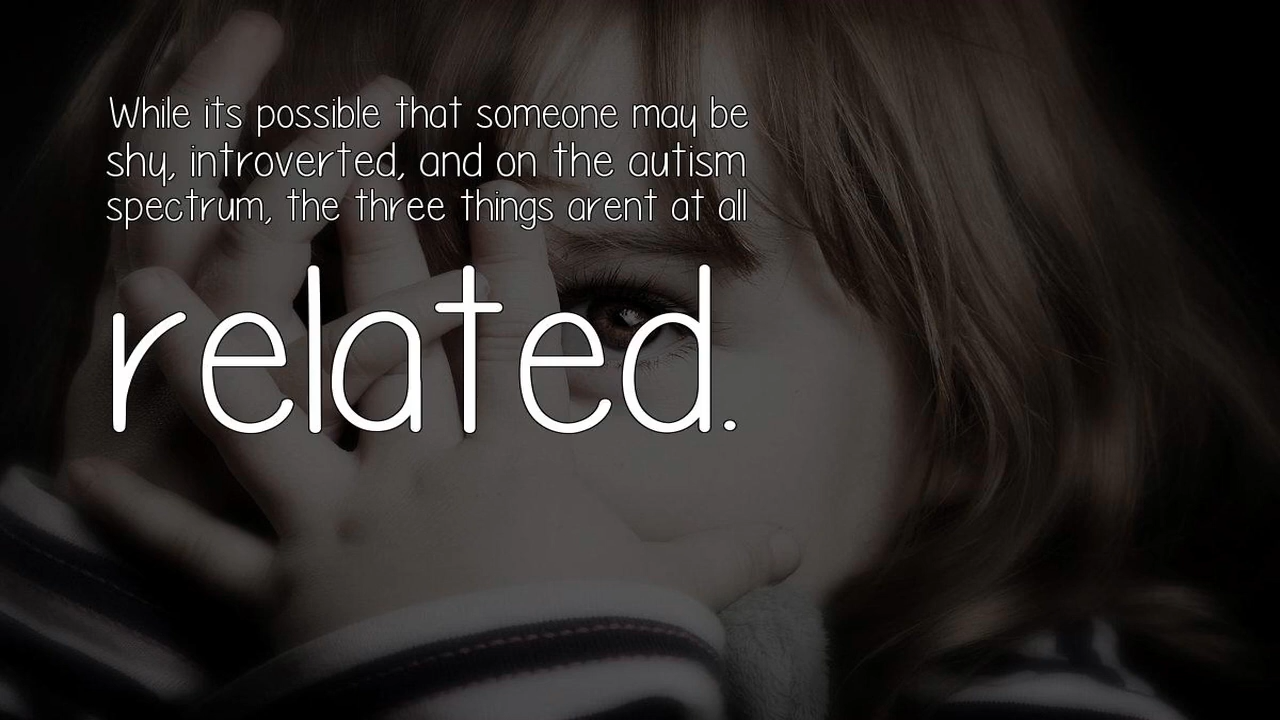 While its possible that someone may be
shy, introverted, and on the autism
spectrum, the three things arent at all
related.